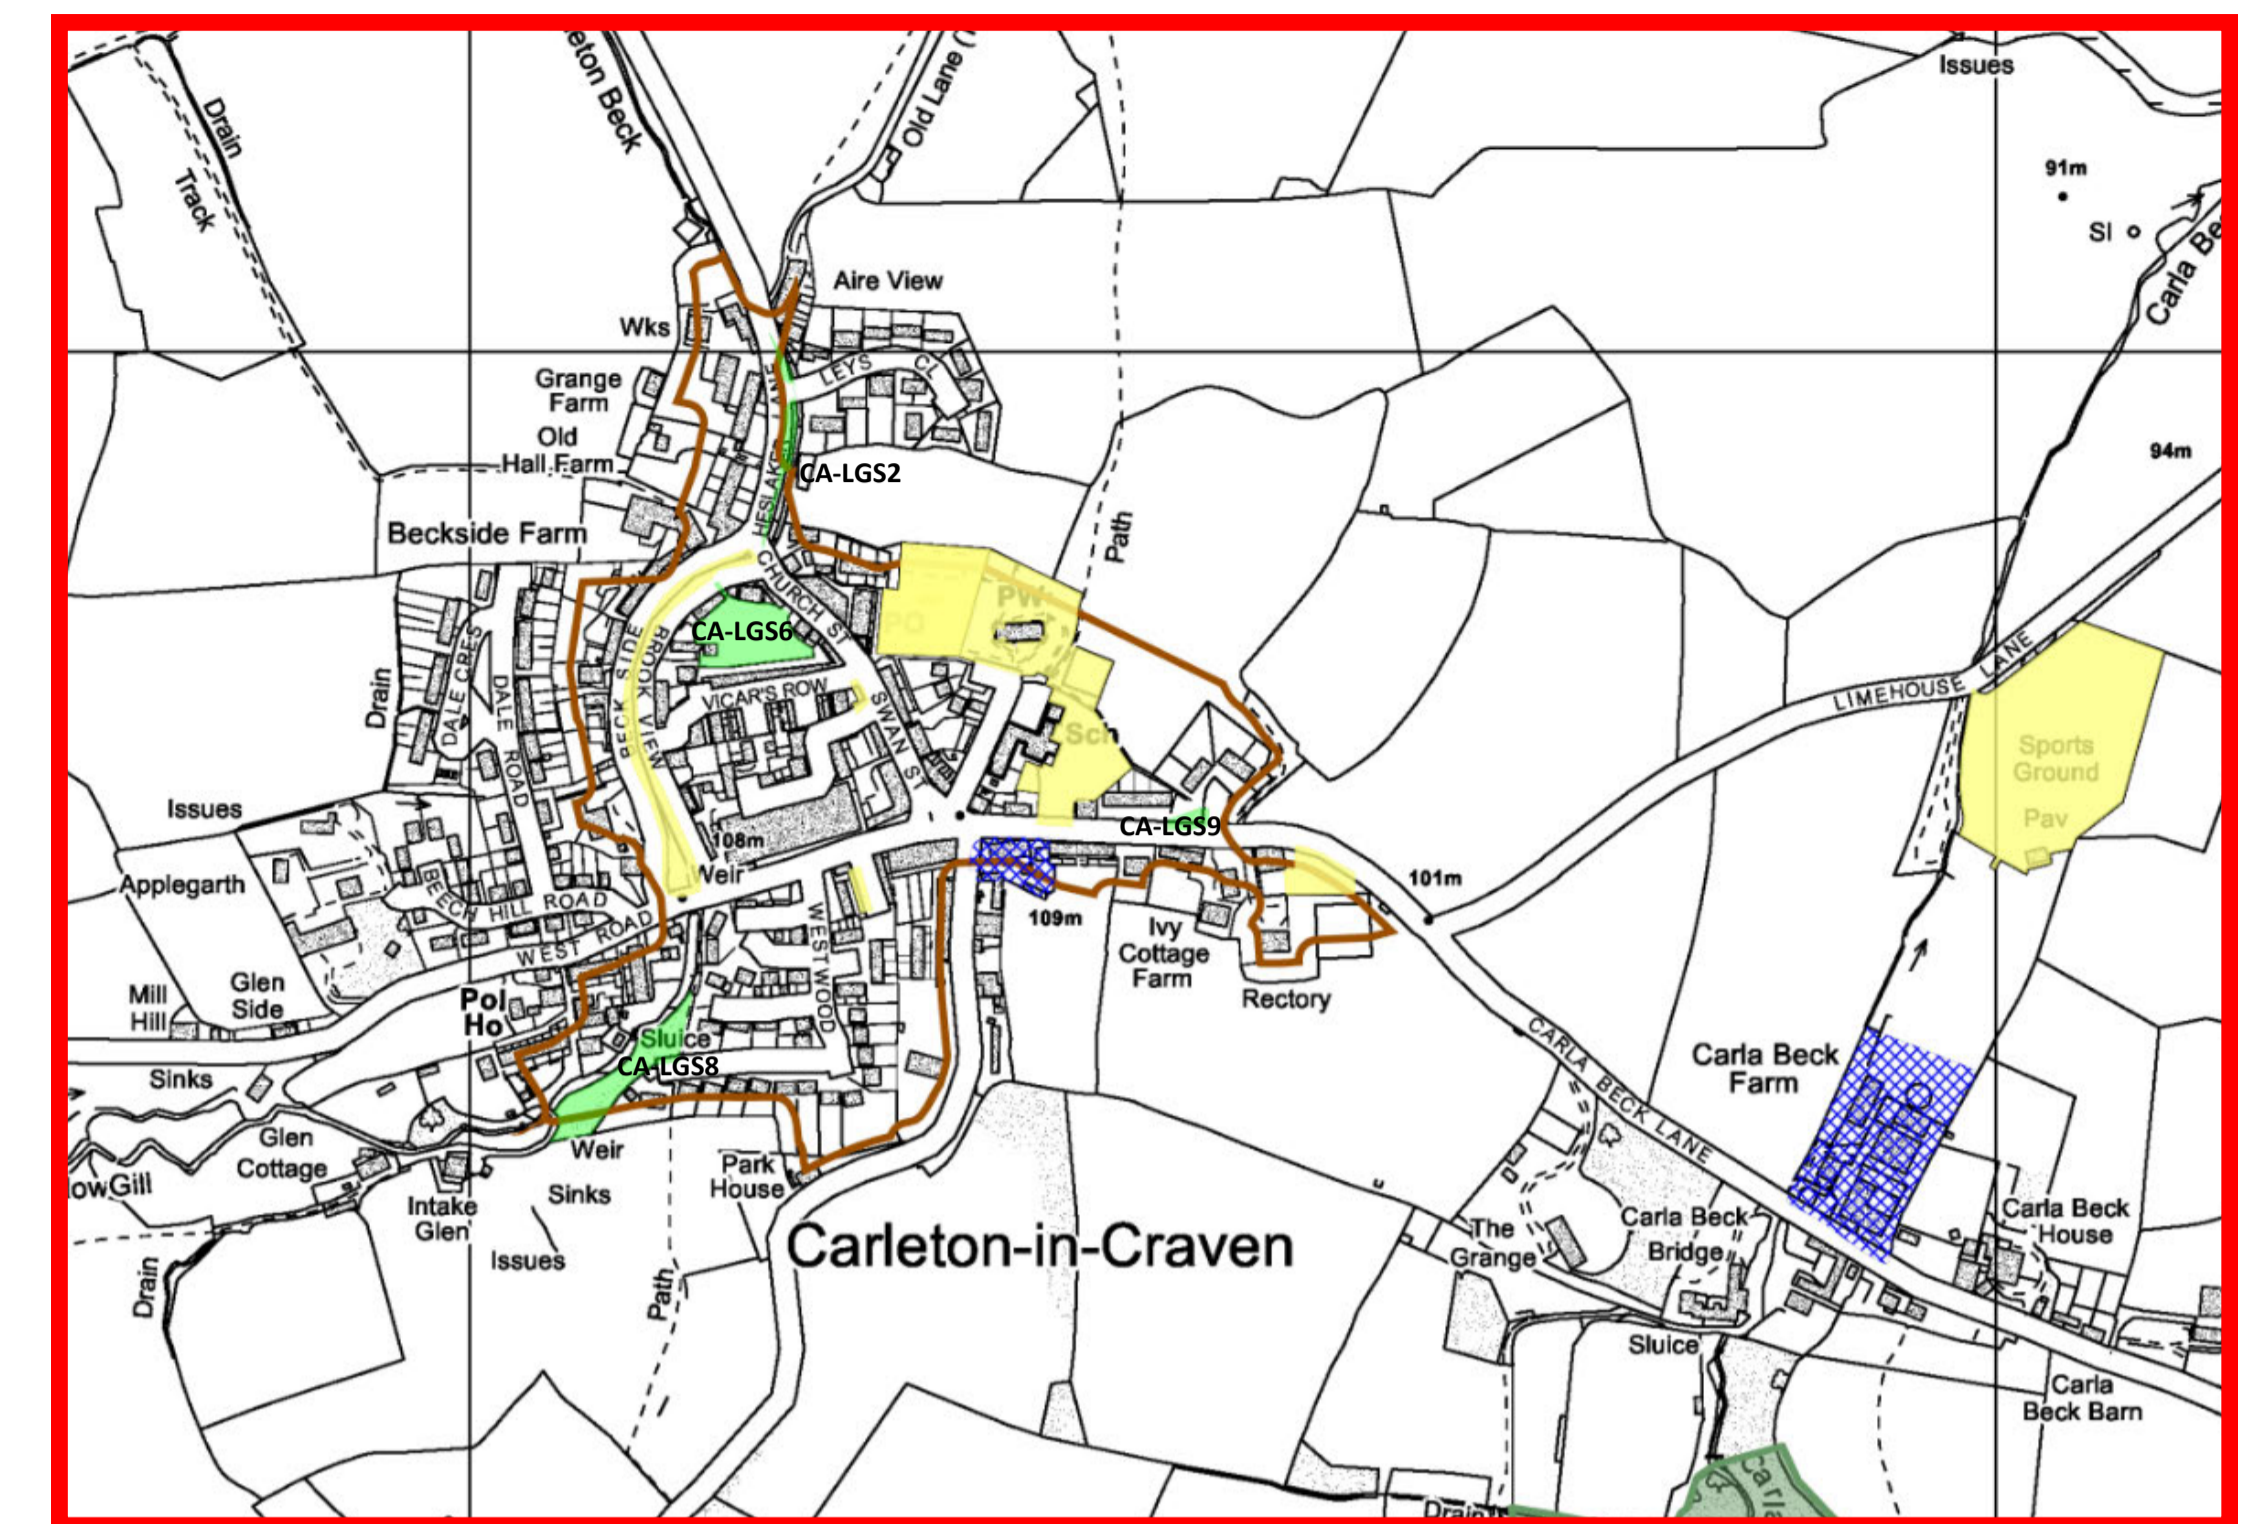 eton Beck
Old Lane (T
Issues
Drain
Track
91m
Sl
Carla Be
Aire View
Wks
LEYS CL
Grange
Farm
Old
Hall Farm
CA-LGS2
94m
HESLAKER LANE
Path
Beckside Farm
CHURCH ST
PO
PW
CA-LGS6
BECK SIDE
BROOK VIEW
VICAR'S ROW
SWAN ST
DALE CRES
DALE ROAD
Drain
LIMEHOUSE LANE
Sch
Sports
Ground
Pav
Issues
CA-LGS9
108m
Weir
Applegarth
BEECH HILL ROAD
WEST ROAD
WESTWOOD
101m
109m
Ivy
Cottage
Farm
Rectory
Mill
Hill
Glen
Side
Pol
Ho
Sluice
CA-LGS8
CARLA BECK LANE
Carla Beck
Farm
Sinks
Glen
Cottage
owGill
Intake
Glen
Weir
Sinks
Issues
Park
House
Carleton-in-Craven
The
Grange
Carla Beck
Bridge
Carla Beck
House
Drain
Path
Sluice
Carla
Beck Barn
Drain
Carla